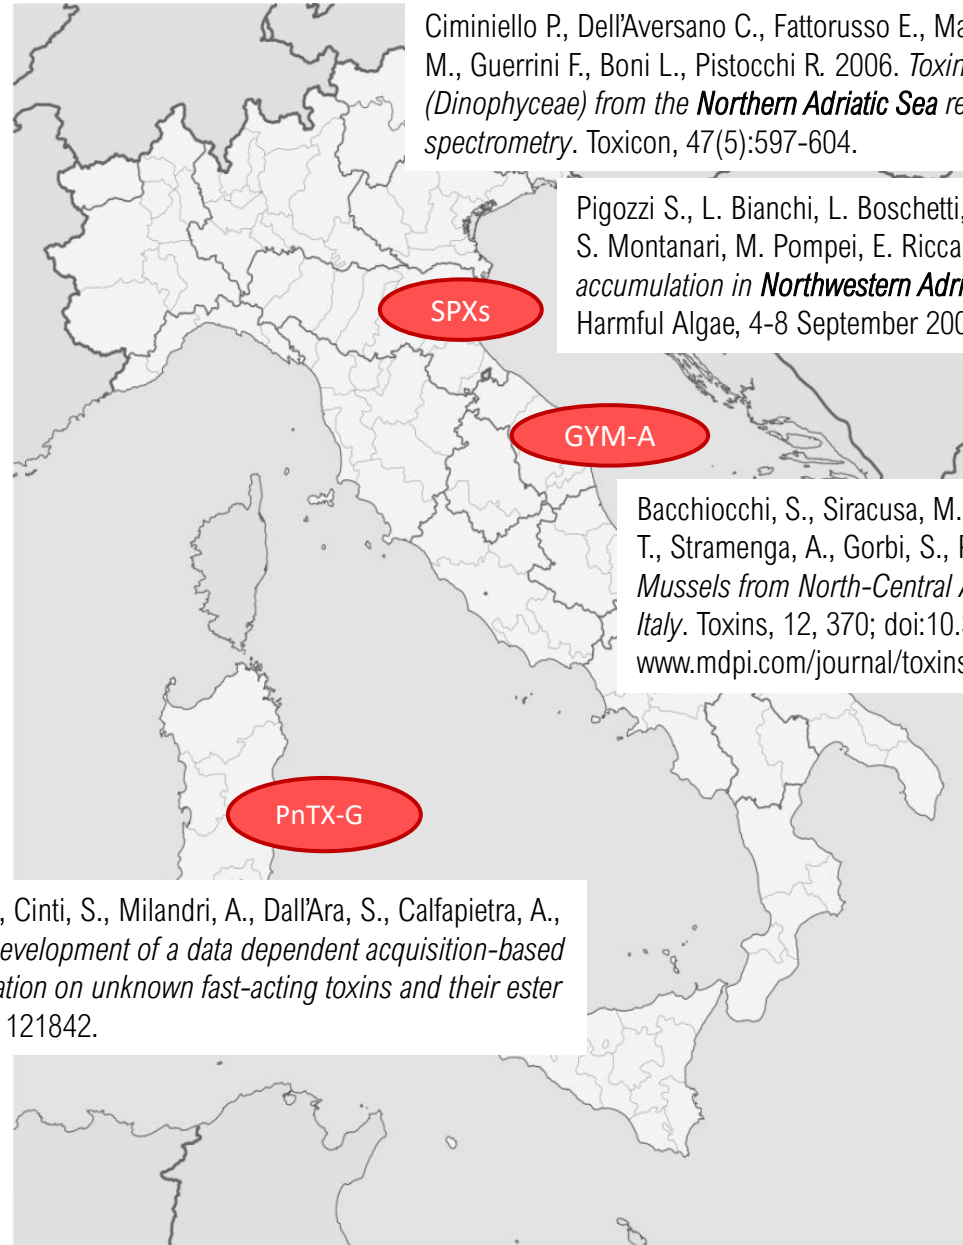 Ciminiello P., Dell'Aversano C., Fattorusso E., Ma
M., Guerrini F., Boni L., Pistocchi R. 2006. Toxin
(Dinophyceae) from the Northern Adriatic Sea re
spectrometry. Toxicon, 47(5):597-604.
Pigozzi S., L. Bianchi, L. Boschetti,
S. Montanari, M. Pompei, E. Ricca
accumulation in Northwestern Adri
Harmful Algae, 4-8 September 200
SPXs
GYM-A
Bacchiocchi, S., Siracusa, M.
T., Stramenga, A., Gorbi, S., P
Mussels from North-Central A
Italy. Toxins, 12, 370; doi:10.3
www.mdpi.com/journal/toxins
PnTX-G
, Cinti, S., Milandri, A., Dall'Ara, S., Calfapietra, A.,
evelopment of a data dependent acquisition-based
ation on unknown fast-acting toxins and their ester
121842.